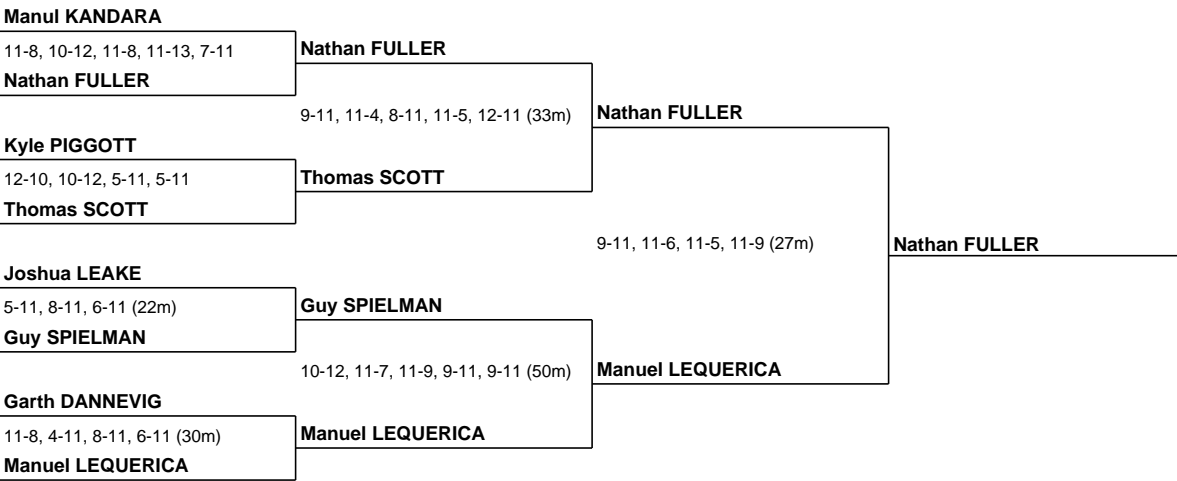 Manul KANDARA
11-8, 10-12, 11-8, 11-13, 7-11
Nathan FULLER
Kyle PIGGOTT
12-10, 10-12, 5-11, 5-11
Thomas SCOTT
Joshua LEAKE
5-11, 8-11, 6-11 (22m)
Guy SPIELMAN
Garth DANNEVIG
11-8, 4-11, 8-11, 6-11 (30m)
Manuel LEQUERICA
Nathan FULLER
9-11, 11-4, 8-11, 11-5, 12-11 (33m)
Thomas SCOTT
Guy SPIELMAN
10-12, 11-7, 11-9, 9-11, 9-11 (50m)
Manuel LEQUERICA
Nathan FULLER
9-11, 11-6, 11-5, 11-9 (27m)
Manuel LEQUERICA
Nathan FULLER